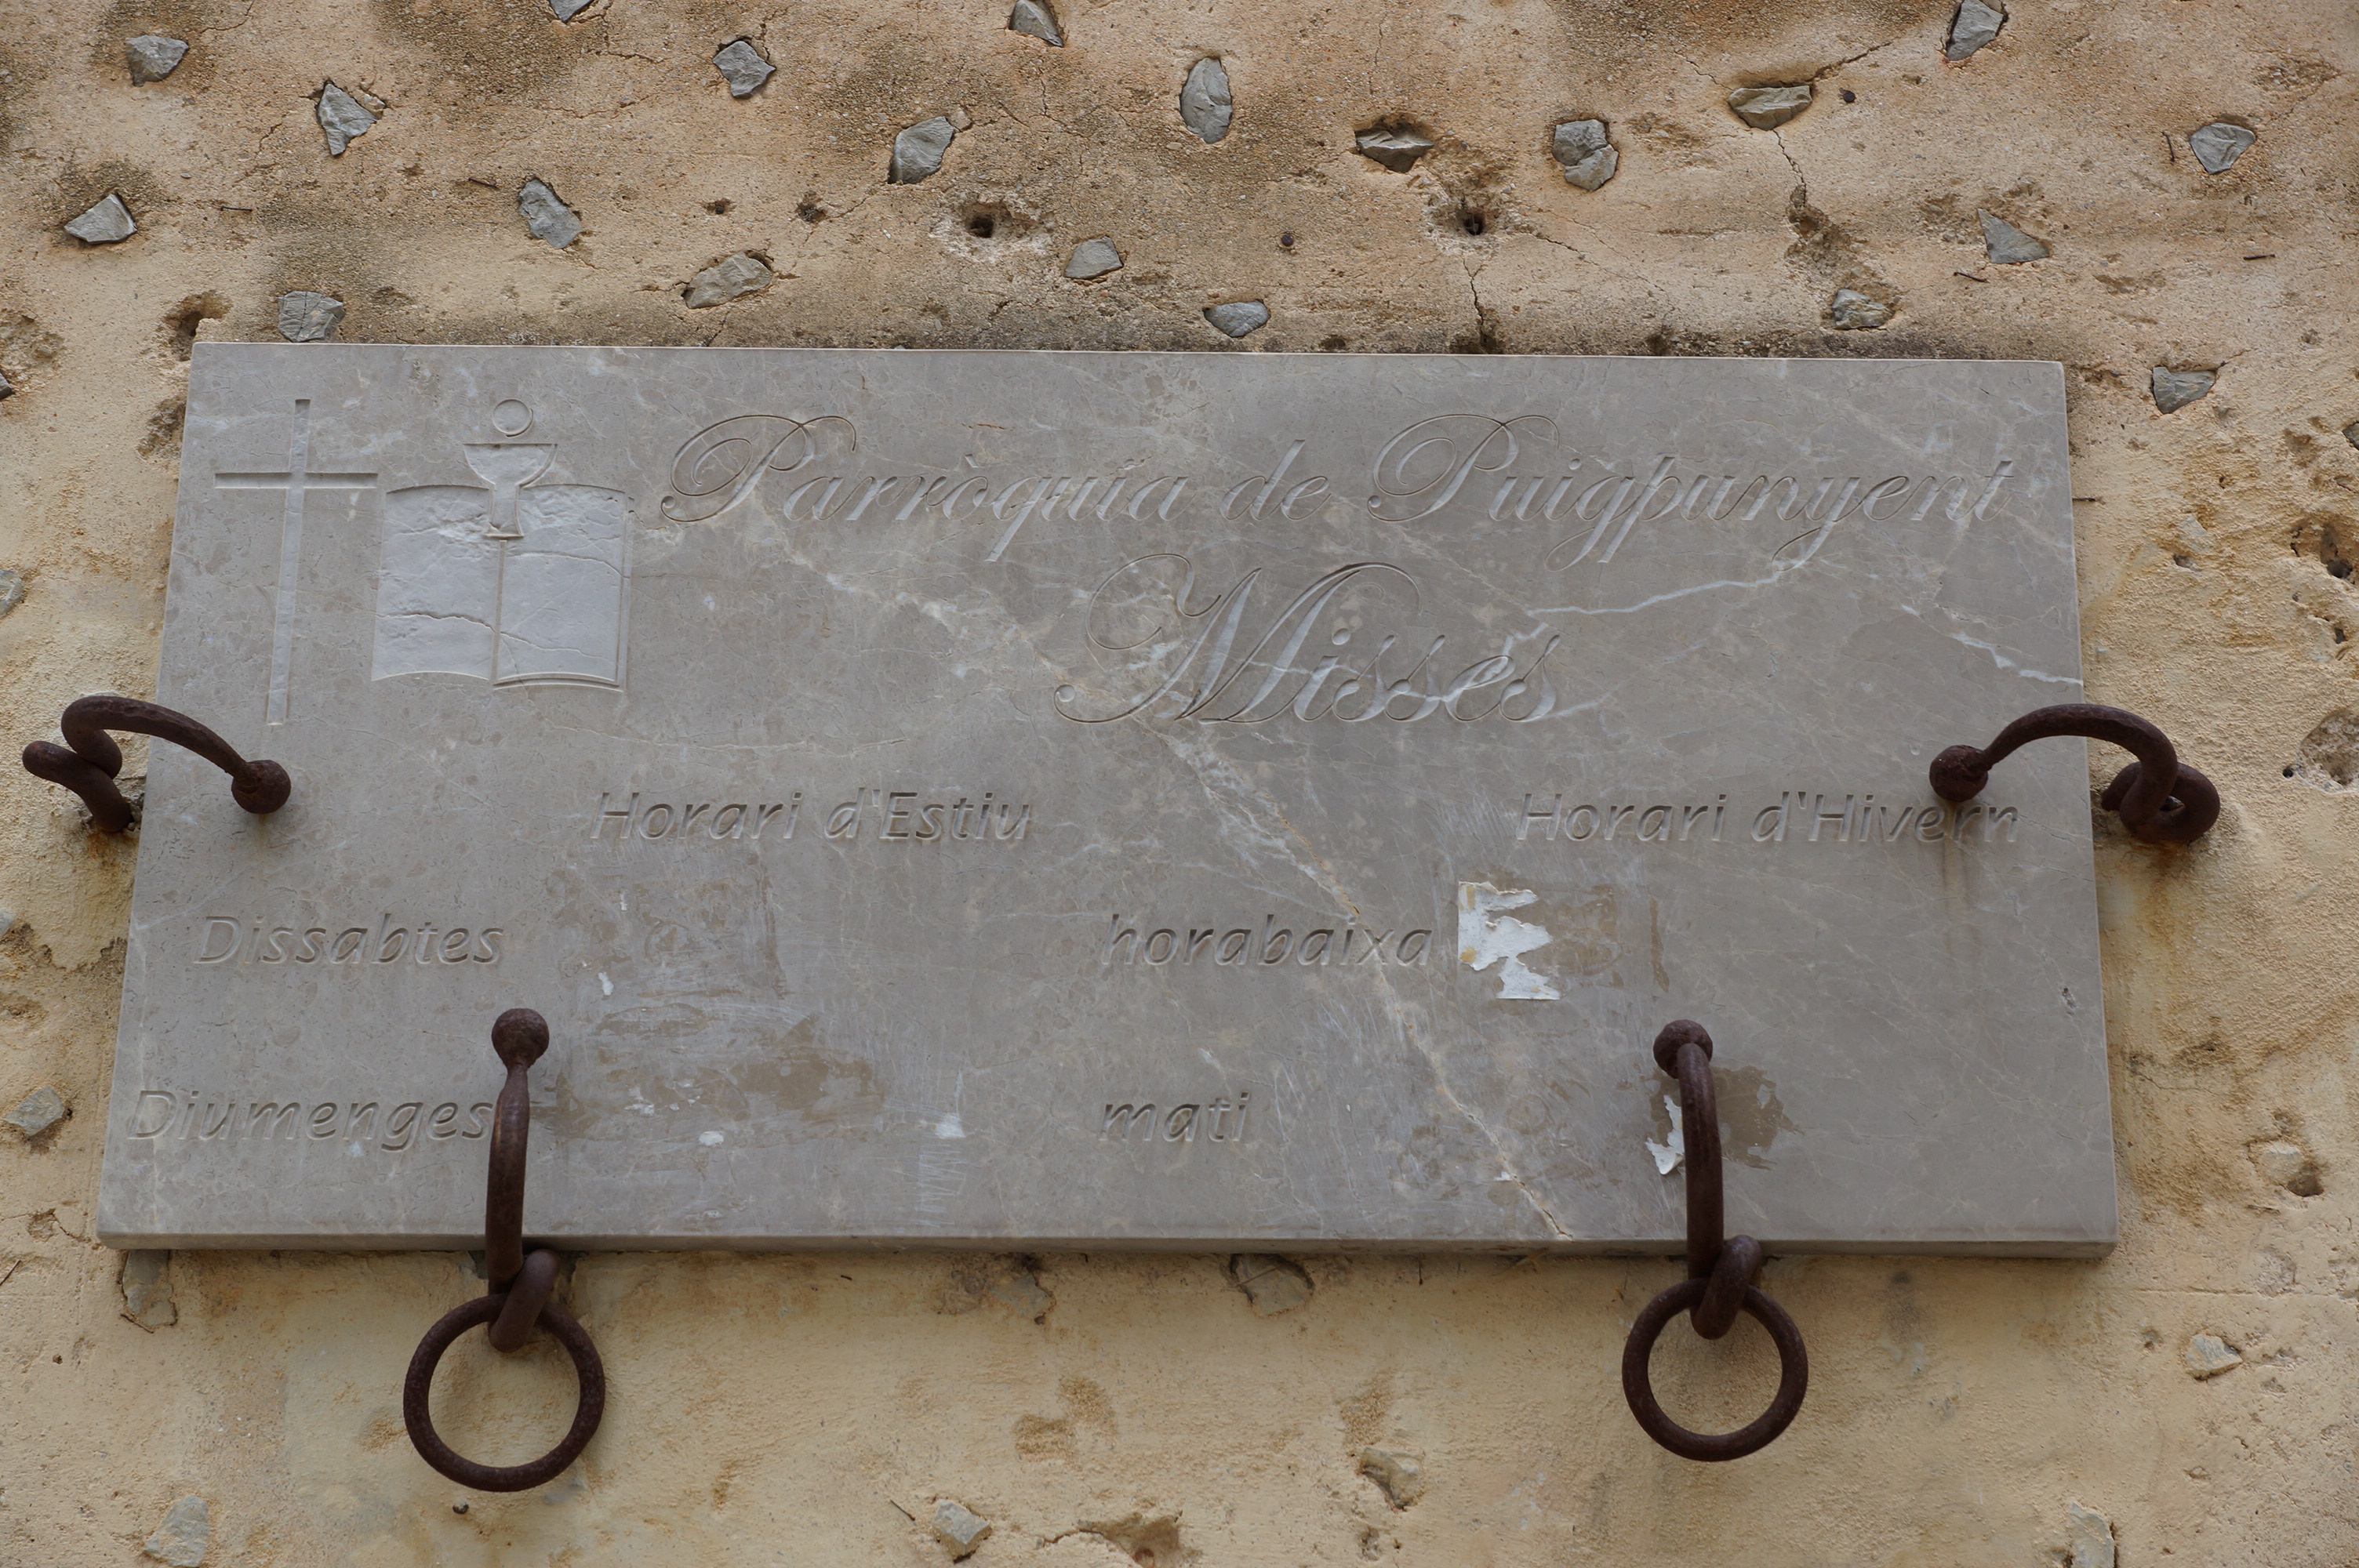 Parròquia de Puigpunyent
Misses
Horari d'Estiu Horari d'Hivern
Dissabtes horabaixa
Diumenges matí